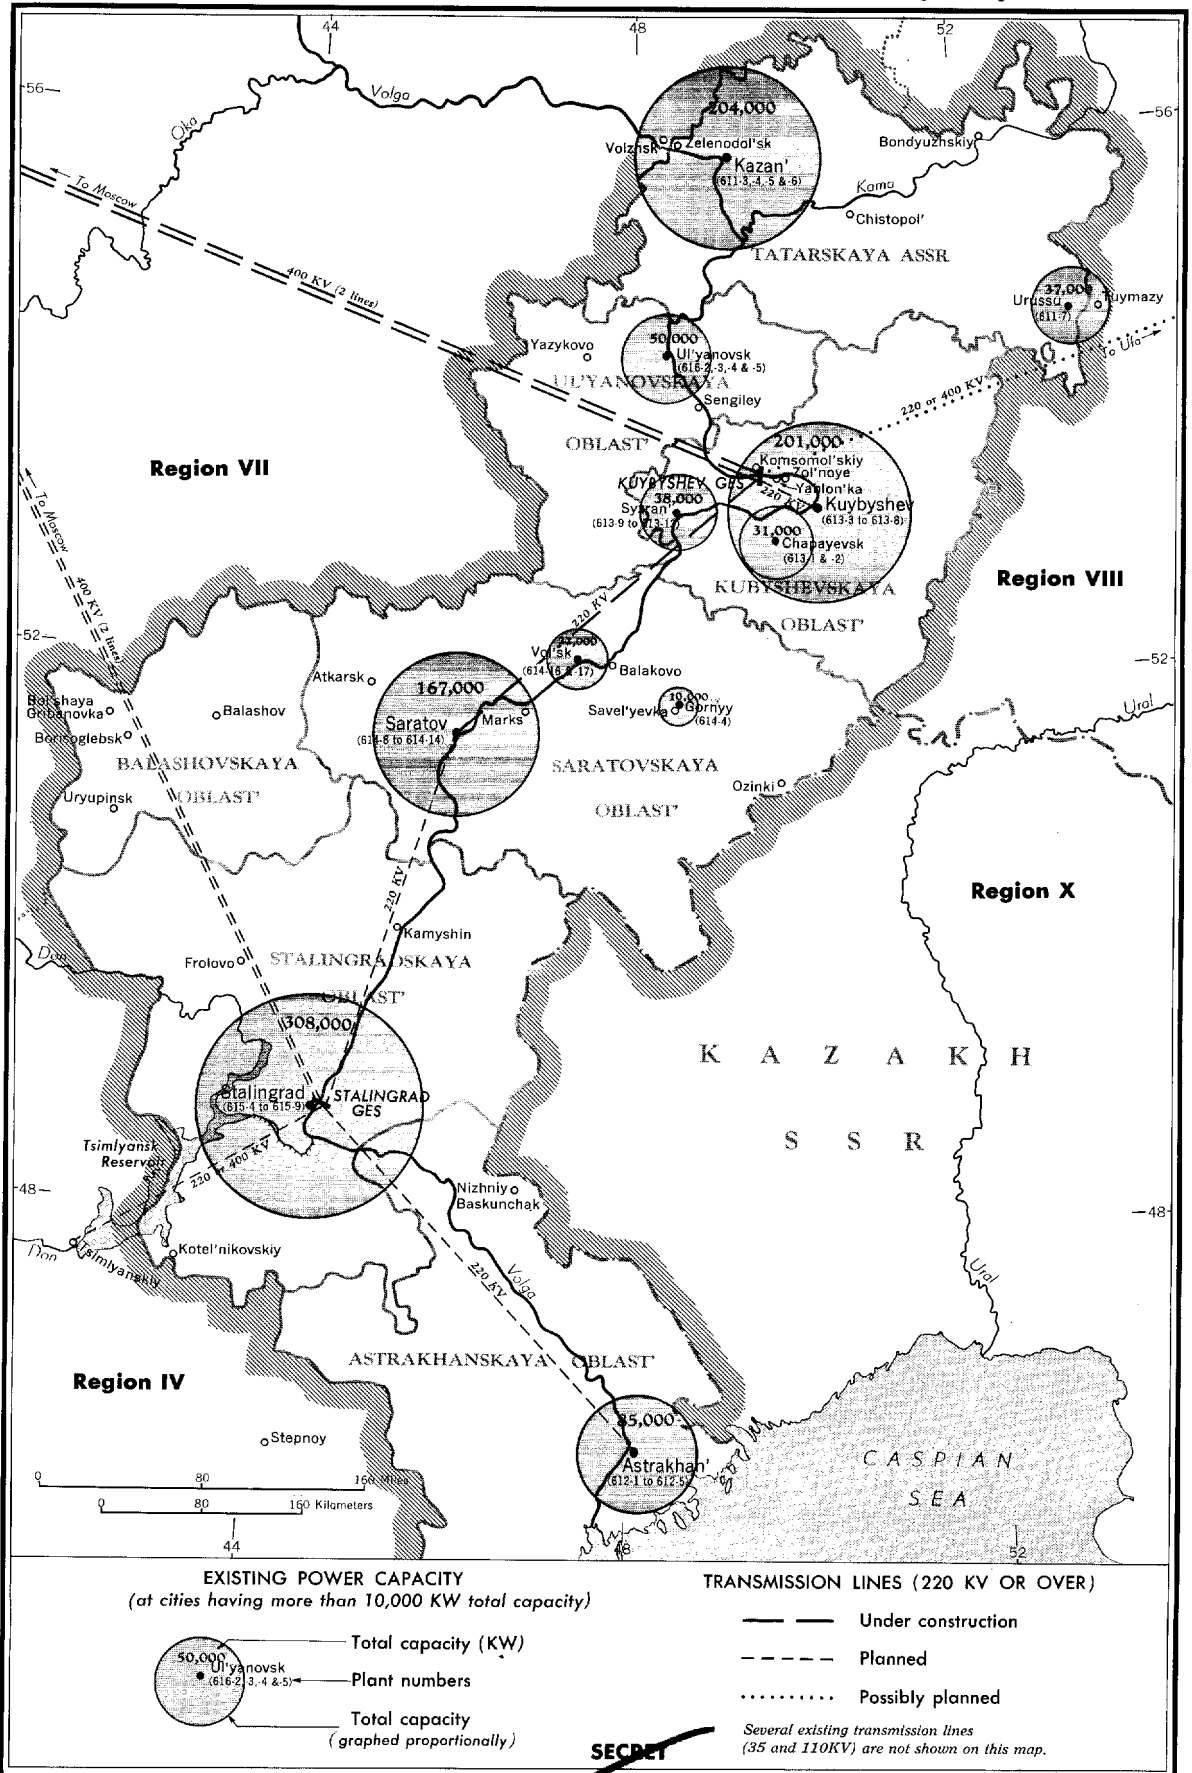 44
48
52
56
56
Volga
Oka
204,000
Volzhsk
Zelenodol'sk
Kazan'
(611-3,-4,-5 & -6)
Bondyuzhskiy
Kama
Chistopol'
To Moscow
400 KV (2 lines)
TATARSKAYA ASSR
37,000
Urussu
(611-7)
Tuymazy
To Ufa
50,000
Yazykovo
Ul'yanovsk
(616-2,-3,-4 & -5)
UL'YANOVSKAYA
OBLAST'
Sengiley
220 or 400 KV
201,000
Region VII
Komsomol'skiy
Zol'noye
Yablon'ka
KUYBYSHEV GES
220 KV
38,000
Syzran'
Kuybyshev
(613-3 to 613-8)
31,000
Chapayevsk
(613-1 & -2)
To Moscow
400 KV (2 lines)
Region VIII
KUBYSHEVSKAYA
OBLAST'
220 KV
52
52
Vol'sk
(614-16 & -17)
Balakovo
Atkarsk
167,000
10,000
Savel'yevka
Gornyy
(614-4)
Bol'shaya
Gribanovka
Balashov
Saratov
(614-6 to 614-14)
Marks
Ural
Borisoglebsk
BALASHOVSKAYA
OBLAST'
SARATOVSKAYA
OBLAST'
Uryupinsk
Ozinki
220 KV
Region X
Kamyshin
Don
Frolovo
STALINGRADSKAYA
OBLAST'
308,000
KAZAKH
SSR
Stalingrad
(615-4 to 615-9)
STALINGRAD
GES
Tsimlyansk
Reservoir
220 or 400 KV
48
48
Nizhniy
Baskunchak
Don
Tsimlyanskiy
Kotel'nikovskiy
220 KV
Volga
Ural
ASTRAKHANSKAYA OBLAST'
Region IV
85,000
Stepnoy
Astrakhan'
(612-1 to 612-5)
CASPIAN
SEA
0 80 160 Miles
0 80 160 Kilometers
44
48
52
EXISTING POWER CAPACITY
(at cities having more than 10,000 KW total capacity)
50,000
Ul'yanovsk
(616-2,-3,-4 &-5)
Total capacity (KW)
Plant numbers
Total capacity
(graphed proportionally)
TRANSMISSION LINES (220 KV OR OVER)
Under construction
Planned
Possibly planned
Several existing transmission lines
(35 and 110KV) are not shown on this map.
SECRET